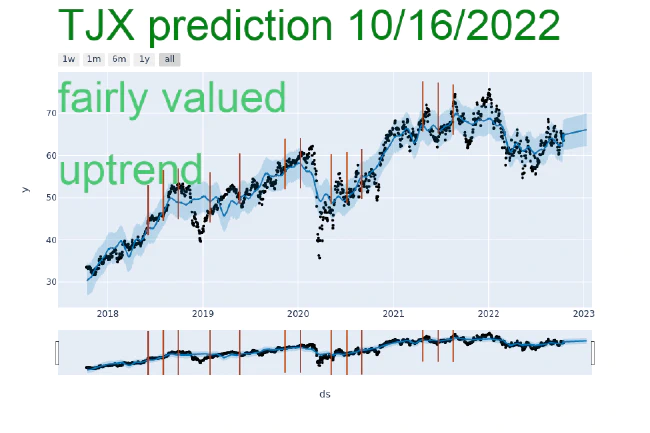 TJX prediction 10/16/2022
1w 1m 6m 1y all
fairly valued
uptrend
70
60
50
40
30
y
2018 2019 2020 2021 2022 2023
ds